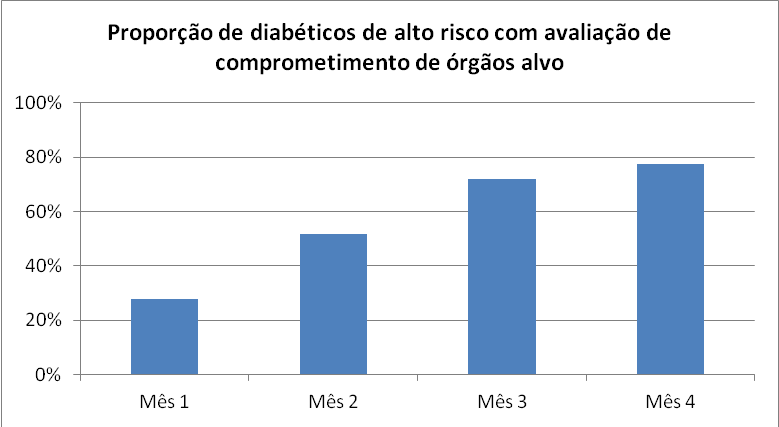 Proporção de diabéticos de alto risco com avaliação de
comprometimento de órgãos alvo
100%
80%
60%
40%
20%
0%
Mês 1 Mês 2 Mês 3 Mês 4